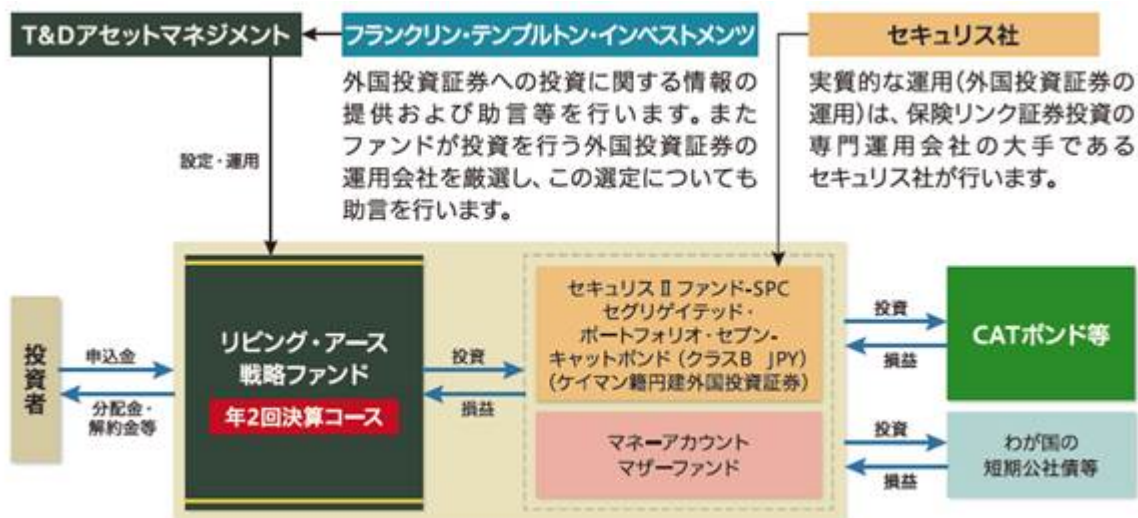 T&Dアセットマネジメント
フランクリン・テンプルトン・インベストメンツ
セキュリス社
外国投資証券への投資に関する情報の
提供および助言等を行います。また
ファンドが投資を行う外国投資証券の
運用会社を厳選し、この選定についても
助言を行います。
実質的な運用(外国投資証券の
運用)は、保険リンク証券投資の
専門運用会社の大手である
セキュリス社が行います。
設定・運用
投資者
申込金
分配金・
解約金等
リビング・アース
戦略ファンド
年2回決算コース
投資
損益
セキュリスⅡファンド-SPC
セグリゲイテッド・
ポートフォリオ・セブン-
キャットボンド(クラスB JPY)
(ケイマン籍円建外国投資証券)
マネーアカウント
マザーファンド
投資
損益
CATボンド等
投資
損益
わが国の
短期公社債等